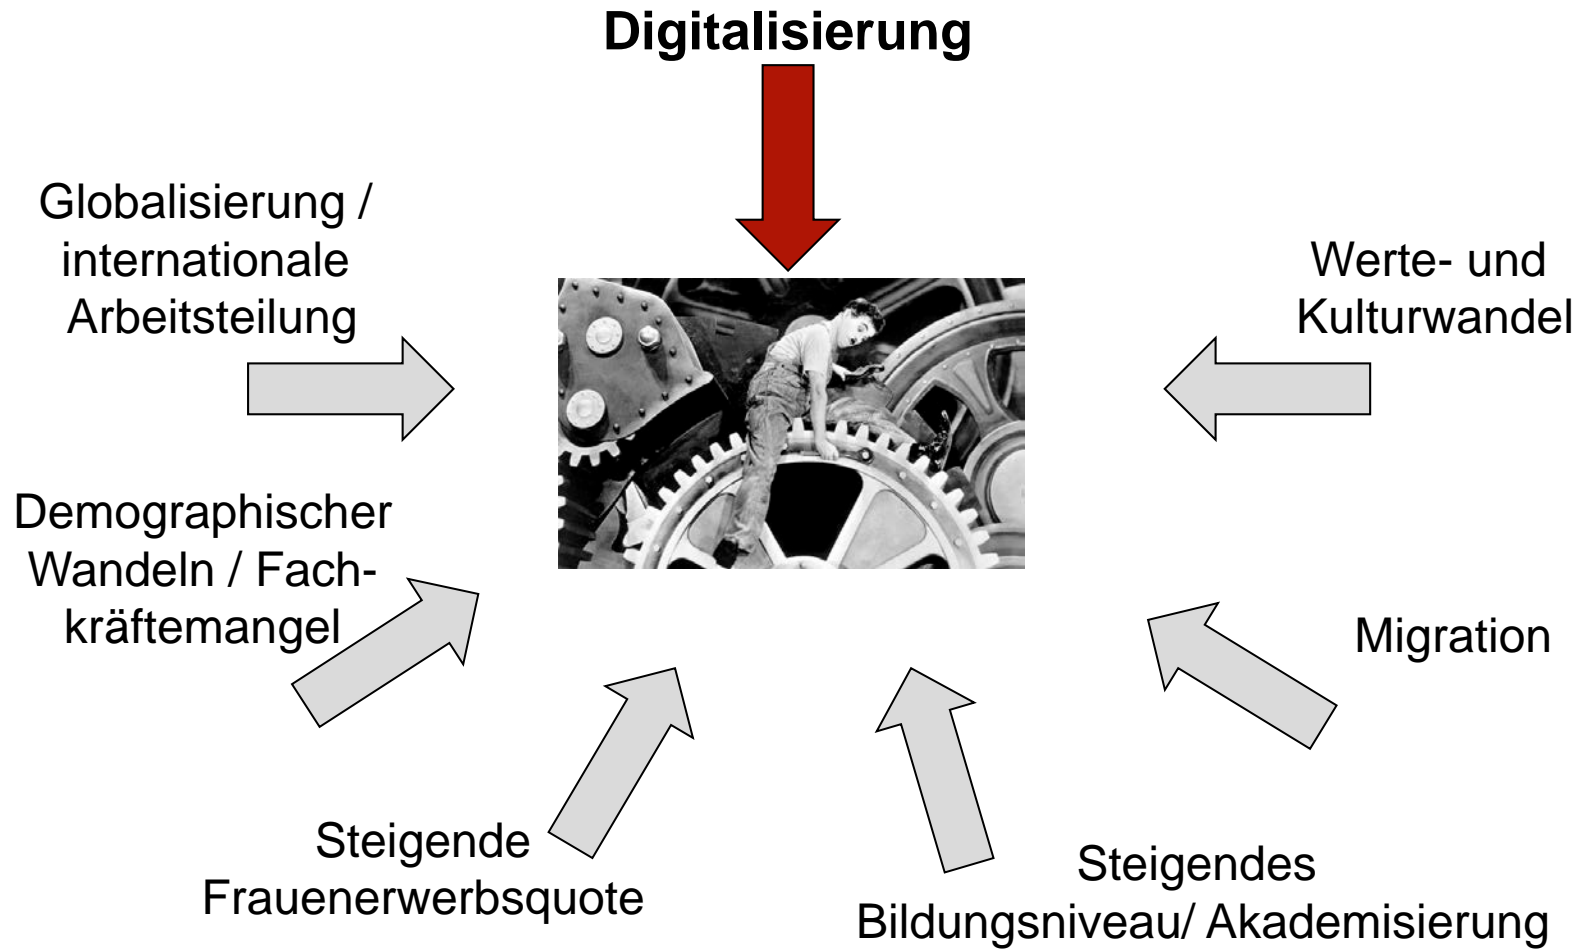 Digitalisierung
Globalisierung /
internationale
Arbeitsteilung
Werte- und
Kulturwandel
Demographischer
Wandeln / Fach-
kräftemangel
Migration
Steigende
Frauenerwerbsquote
Steigendes
Bildungsniveau/ Akademisierung